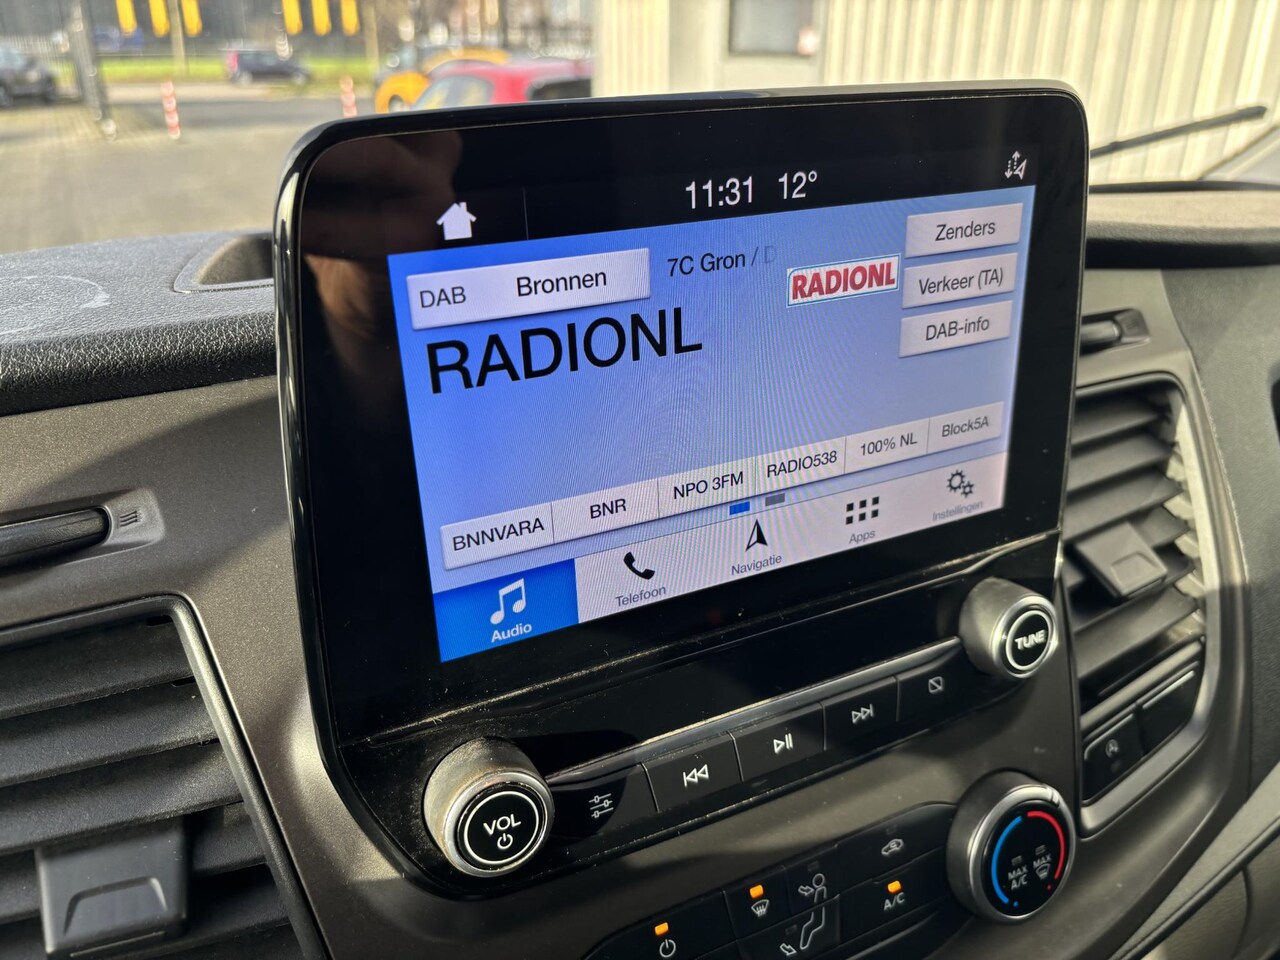 11:31 12°
DAB Bronnen
7C Gron / D
RADIONL
Zenders
Verkeer (TA)
DAB-info
RADIONL
BNNVARA
BNR
NPO 3FM
RADIO538
100% NL
Block5A
Audio
Telefoon
Navigatie
Apps
Instellingen
VOL
TUNE
MAX
A/C
MAX
A/C